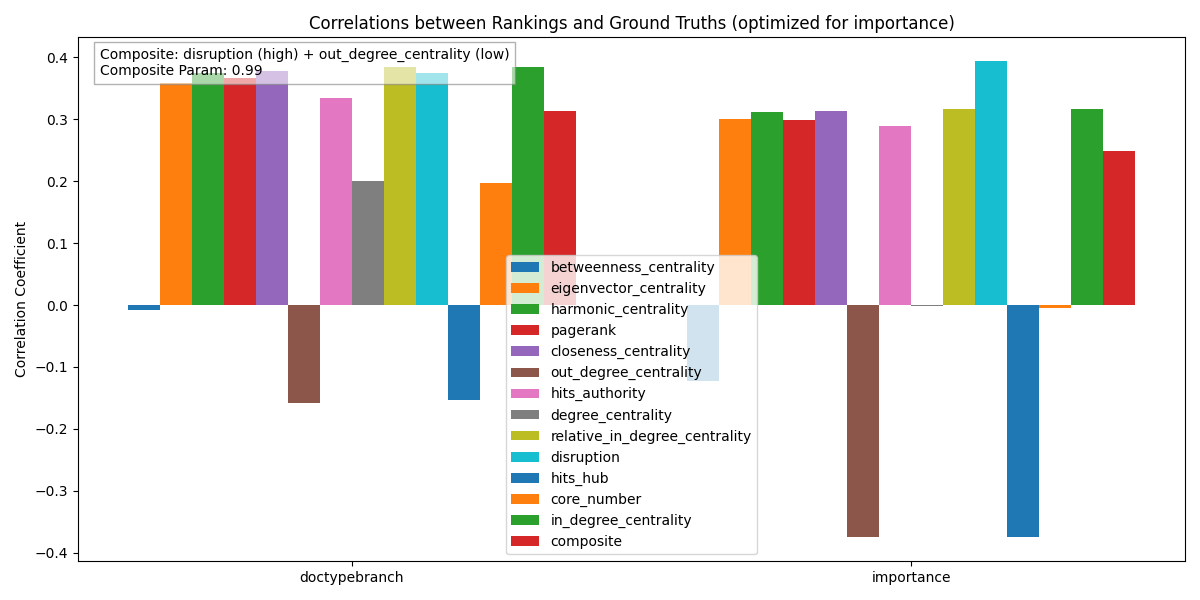 Correlations between Rankings and Ground Truths (optimized for importance)
Composite: disruption (high) + out_degree_centrality (low)
Composite Param: 0.99
Correlation Coefficient
0.4
0.3
0.2
0.1
0.0
−0.1
−0.2
−0.3
−0.4
betweenness_centrality
eigenvector_centrality
harmonic_centrality
pagerank
closeness_centrality
out_degree_centrality
hits_authority
degree_centrality
relative_in_degree_centrality
disruption
hits_hub
core_number
in_degree_centrality
composite
doctypebranch
importance